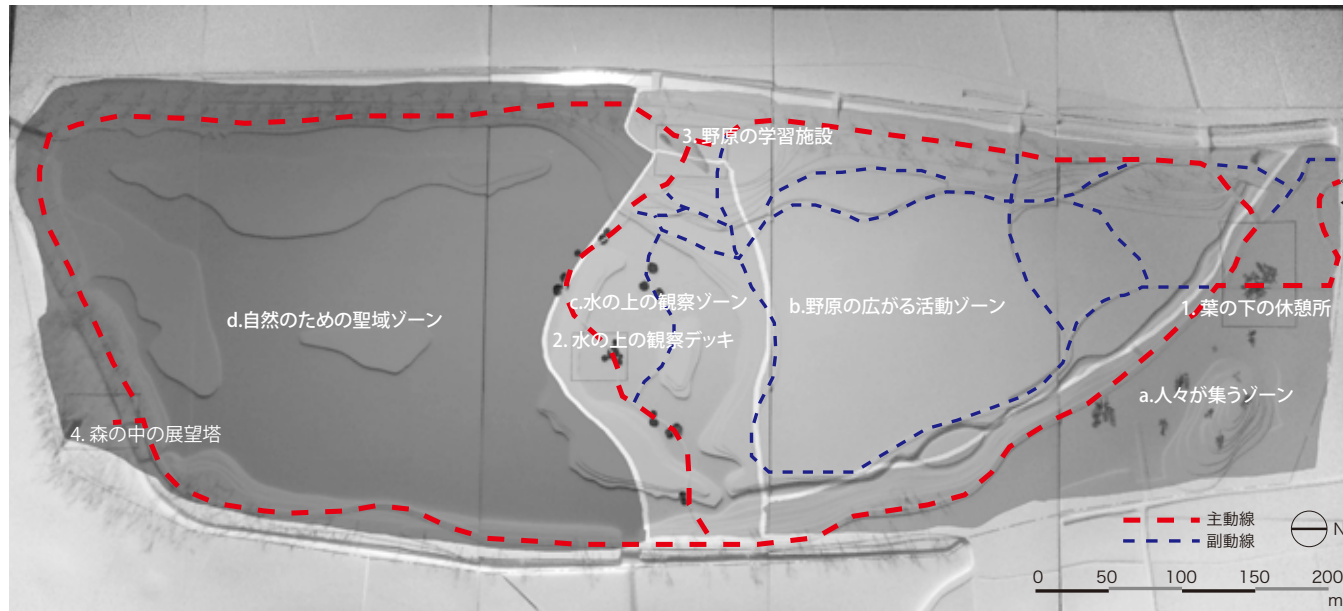 3. 野原の学習施設
c.水の上の観察ゾーン
b.野原の広がる活動ゾーン
1. 葉の下の休憩所
d.自然のための聖域ゾーン
2. 水の上の観察デッキ
a.人々が集うゾーン
4. 森の中の展望塔
主動線
副動線
N
0 50 100 150 200
m